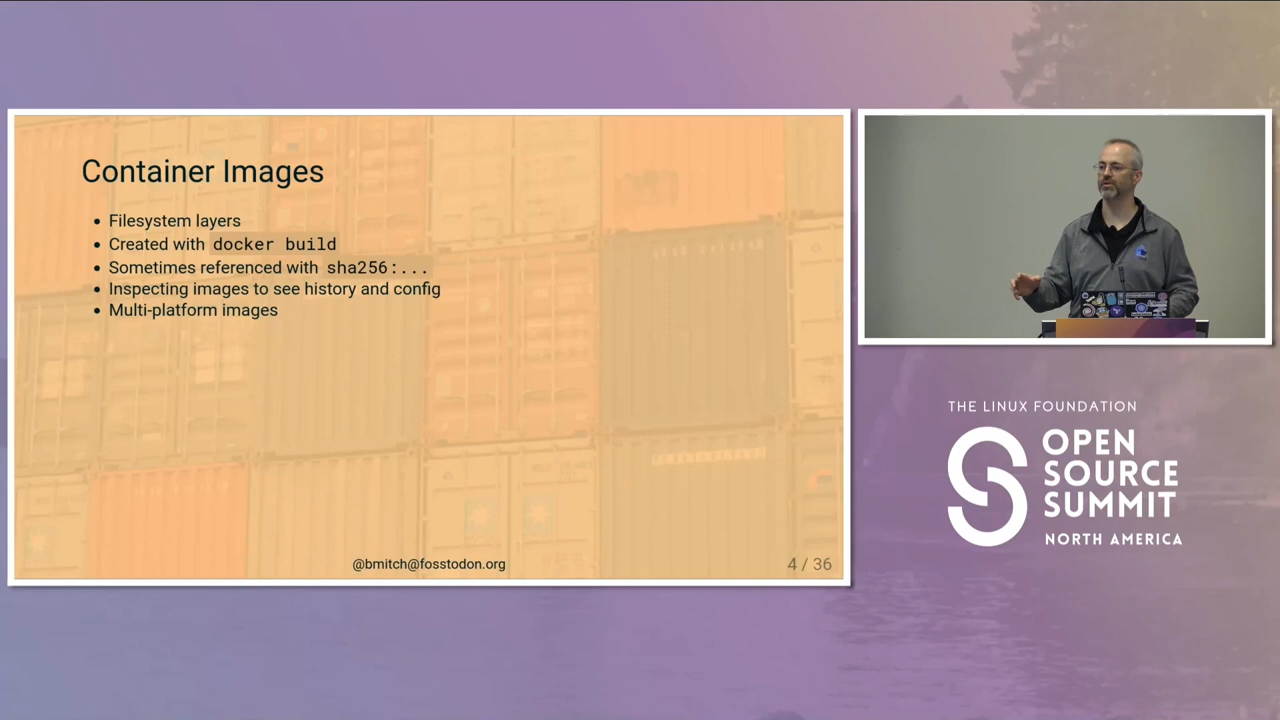 Container Images
Filesystem layers
Created with docker build
Sometimes referenced with sha256:...
Inspecting images to see history and config
Multi-platform images
@bmitch@fosstodon.org
4 / 36
THE LINUX FOUNDATION
OPEN
SOURCE
SUMMIT
NORTH AMERICA